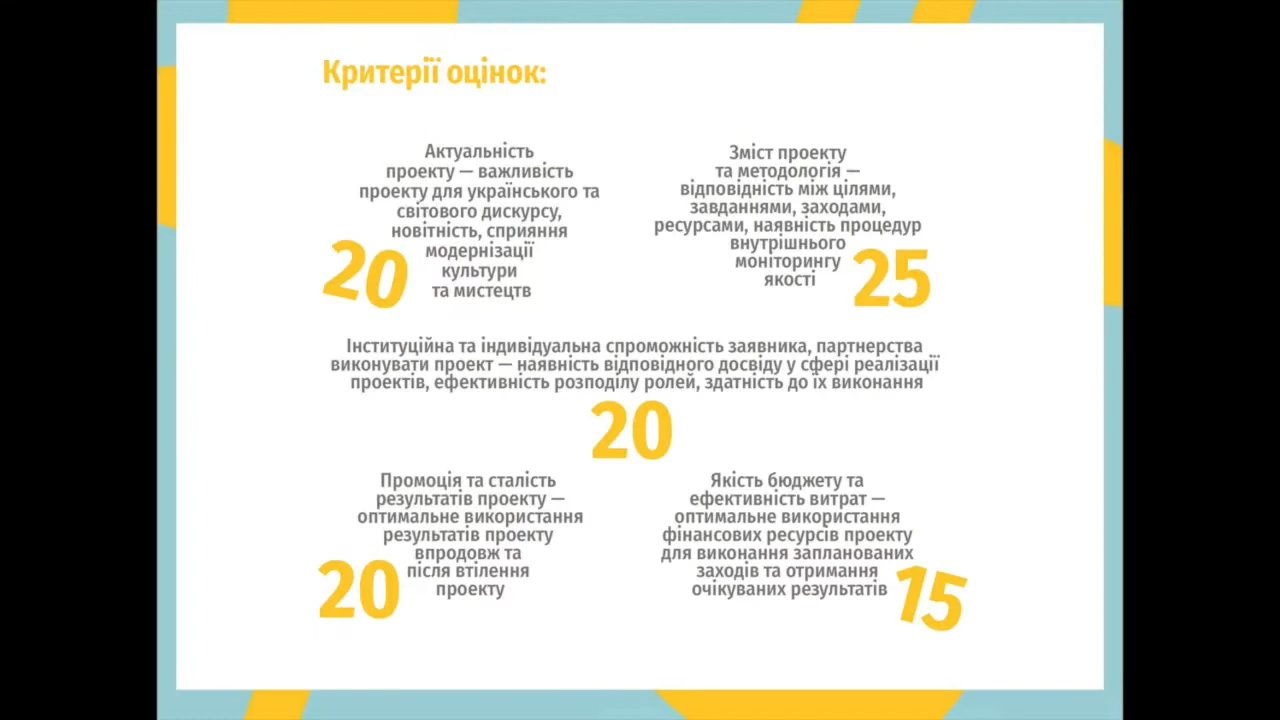 Критерії оцінок:
Актуальність
проекту — важливість
проекту для українського та
світового дискурсу,
новітність, сприяння
модернізації
культури
та мистецтв
20
Зміст проекту
та методологія —
відповідність між цілями,
завданнями, заходами,
ресурсами, наявність процедур
внутрішнього
моніторингу
якості
25
Інституційна та індивідуальна спроможність заявника, партнерства
виконувати проект — наявність відповідного досвіду у сфері реалізації
проектів, ефективність розподілу ролей, здатність до їх виконання
20
Промоція та сталість
результатів проекту —
оптимальне використання
результатів проекту
впродовж та
після втілення
проекту
20
Якість бюджету та
ефективність витрат —
оптимальне використання
фінансових ресурсів проекту
для виконання запланованих
заходів та отримання
очікуваних результатів
15